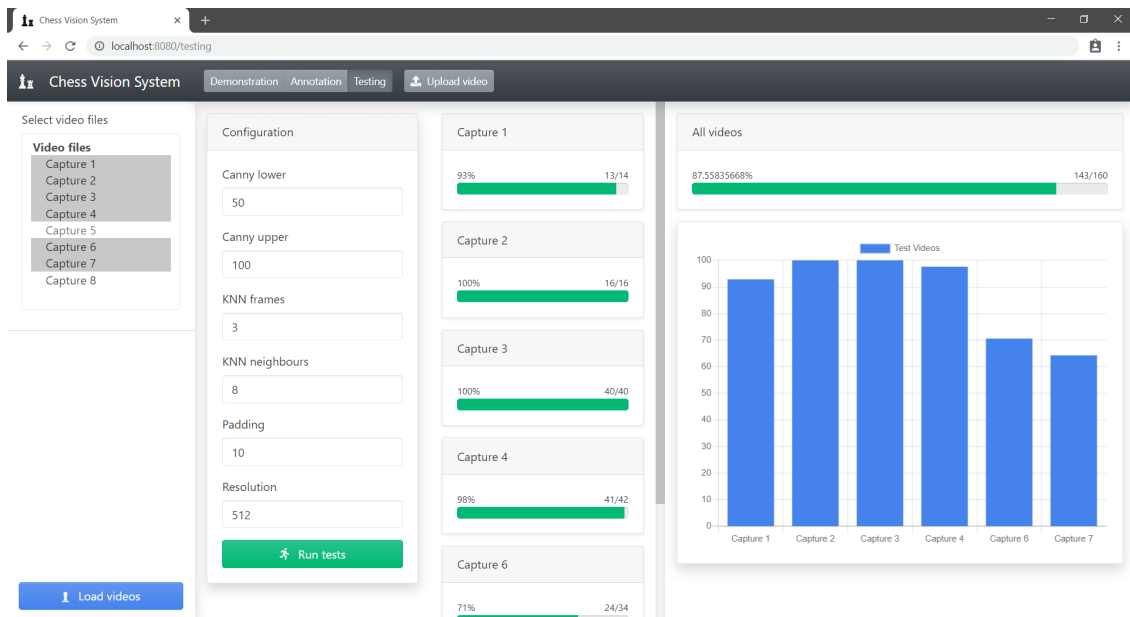 Chess Vision System
localhost:8080/testing
Chess Vision System
Demonstration Annotation Testing
Upload video
Select video files
Video files
Capture 1
Capture 2
Capture 3
Capture 4
Capture 5
Capture 6
Capture 7
Capture 8
Load videos
Configuration
Canny lower
50
Canny upper
100
KNN frames
3
KNN neighbours
8
Padding
10
Resolution
512
Run tests
Capture 1
93% 13/14
Capture 2
100% 16/16
Capture 3
100% 40/40
Capture 4
98% 41/42
Capture 6
71% 24/34
All videos
87.55835668% 143/160
Test Videos
100
90
80
70
60
50
40
30
20
10
0
Capture 1 Capture 2 Capture 3 Capture 4 Capture 6 Capture 7